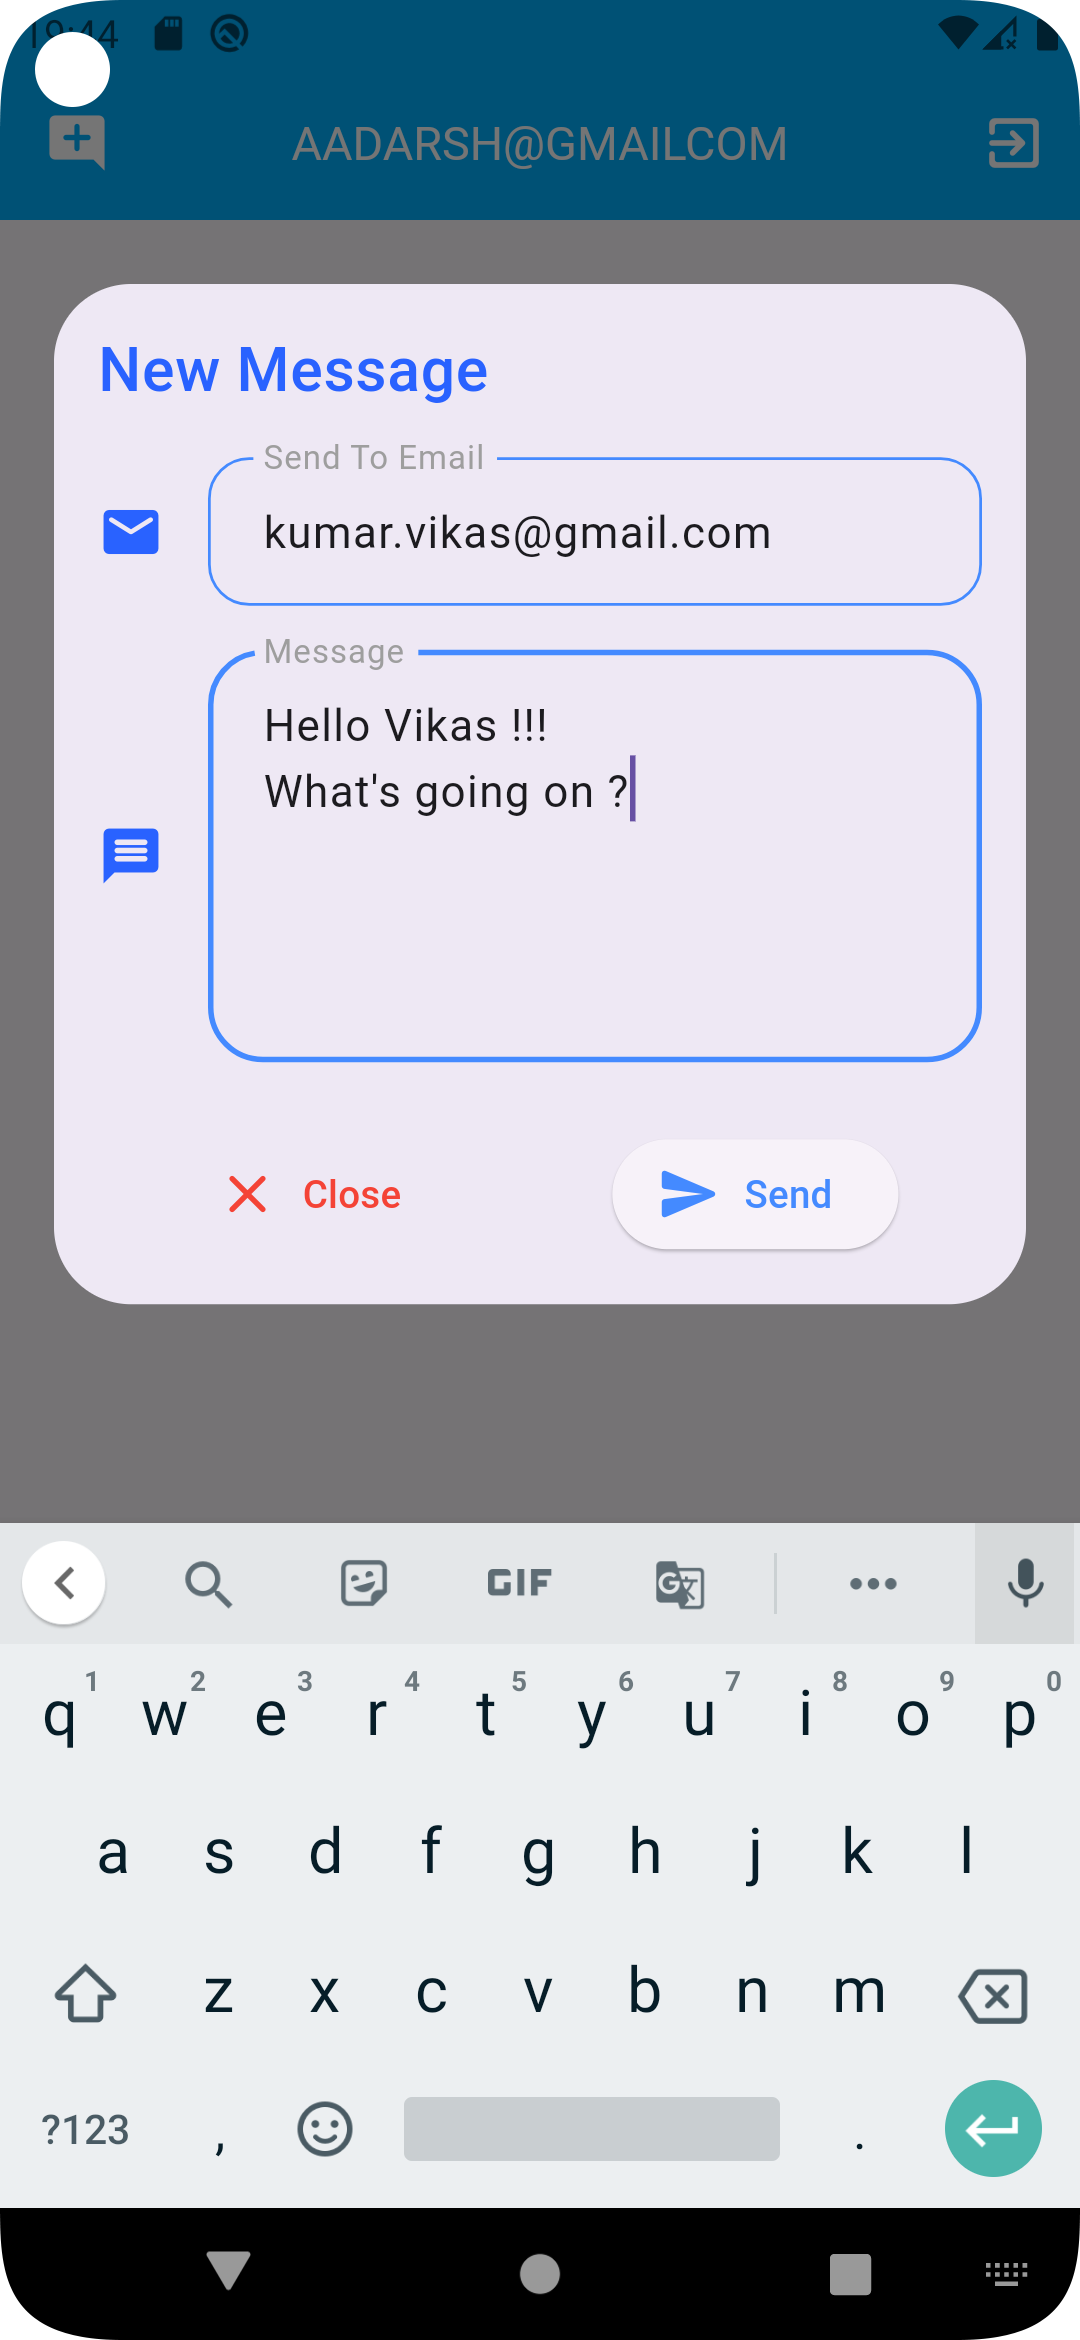 19:44
AADARSH@GMAILCOM
New Message
Send To Email
kumar.vikas@gmail.com
Message
Hello Vikas !!!
What's going on ?
Close
Send
GIF
G
1 2 3 4 5 6 7 8 9 0
q w e r t y u i o p
a s d f g h j k l
z x c v b n m
?123 , .